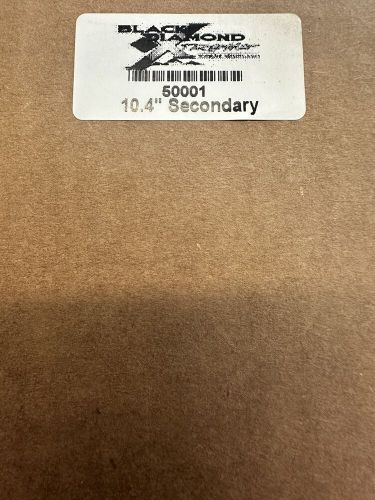 BLACK
DIAMOND
50001
10.4" Secondary